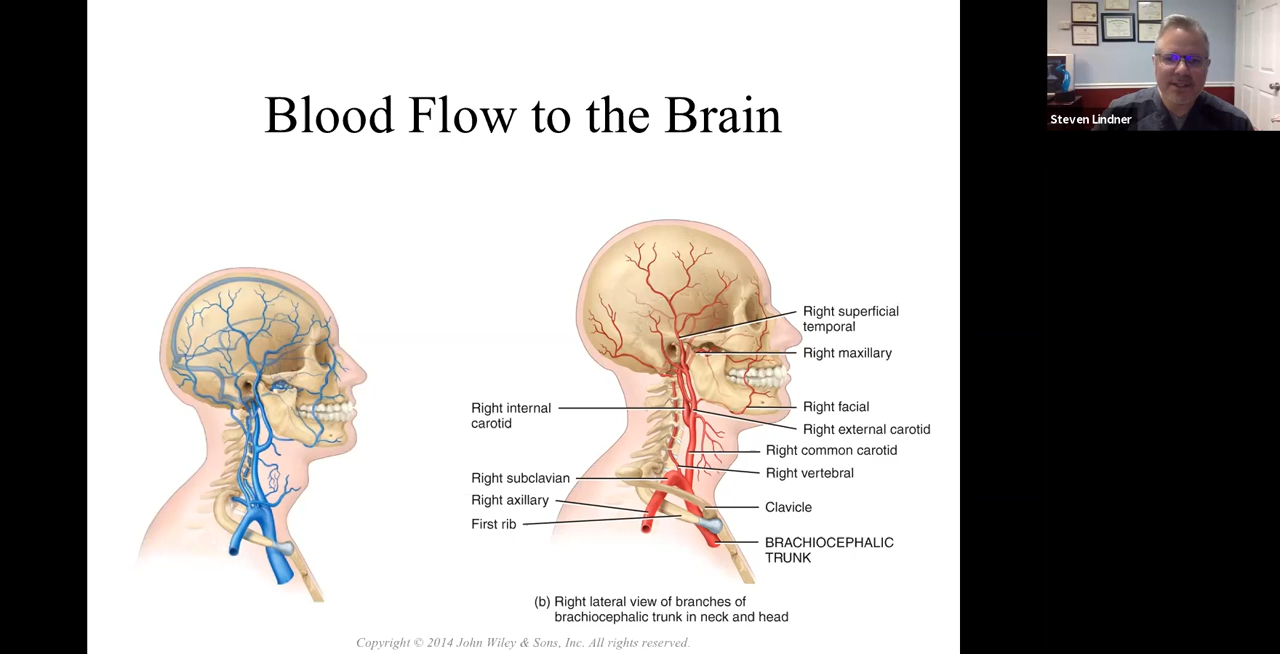 Blood Flow to the Brain
Steven Lindner
Right superficial
temporal
Right maxillary
Right internal
carotid
Right facial
Right external carotid
Right common carotid
Right vertebral
Right subclavian
Right axillary
First rib
Clavicle
BRACHIOCEPHALIC
TRUNK
(b) Right lateral view of branches of
brachiocephalic trunk in neck and head
Copyright © 2014 John Wiley & Sons, Inc. All rights reserved.